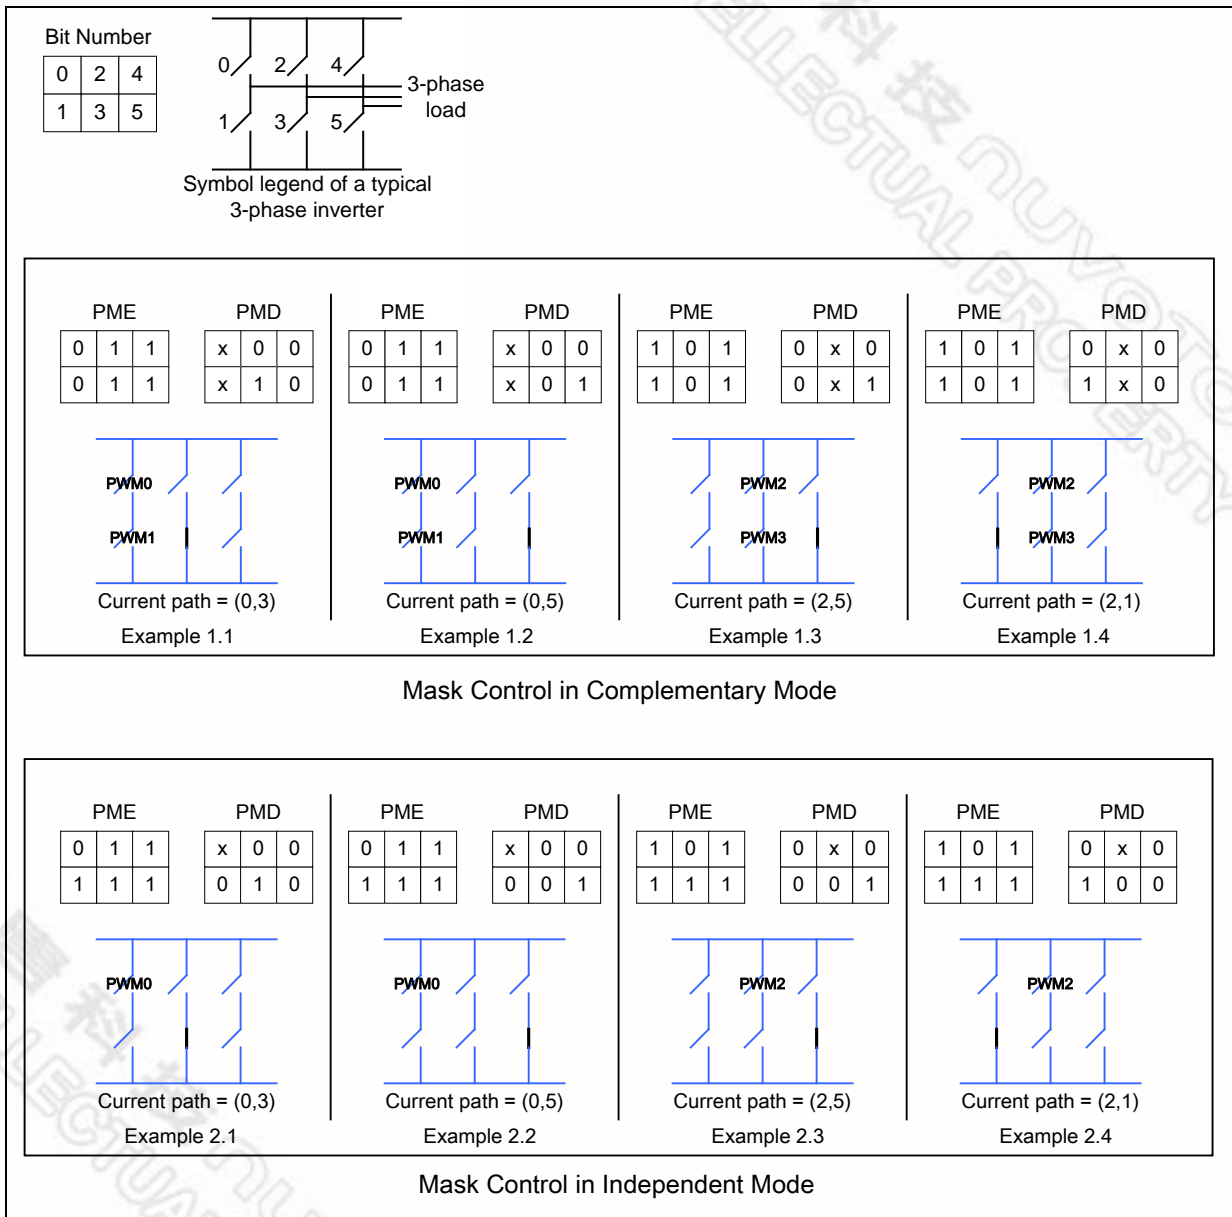 Bit Number
0 2 4
1 3 5
0 2 4
3-phase
load
1 3 5
Symbol legend of a typical
3-phase inverter
PME PMD PME PMD PME PMD PME PMD
0 1 1 x 0 0 0 1 1 x 0 0 1 0 1 0 x 0 1 0 1 0 x 0
0 1 1 x 1 0 0 1 1 x 0 1 1 0 1 0 x 1 1 0 1 1 x 0
PWM0 PWM0 PWM2 PWM2
PWM1 PWM1 PWM3 PWM3
Current path = (0,3) Current path = (0,5) Current path = (2,5) Current path = (2,1)
Example 1.1 Example 1.2 Example 1.3 Example 1.4
Mask Control in Complementary Mode
PME PMD PME PMD PME PMD PME PMD
0 1 1 x 0 0 0 1 1 x 0 0 1 0 1 0 x 0 1 0 1 0 x 0
1 1 1 0 1 0 1 1 1 0 0 1 1 1 1 0 0 1 1 1 1 1 0 0
PWM0 PWM0 PWM2 PWM2
Current path = (0,3) Current path = (0,5) Current path = (2,5) Current path = (2,1)
Example 2.1 Example 2.2 Example 2.3 Example 2.4
Mask Control in Independent Mode
科技 nuvoTO
ELLECTUAL PROPERTY